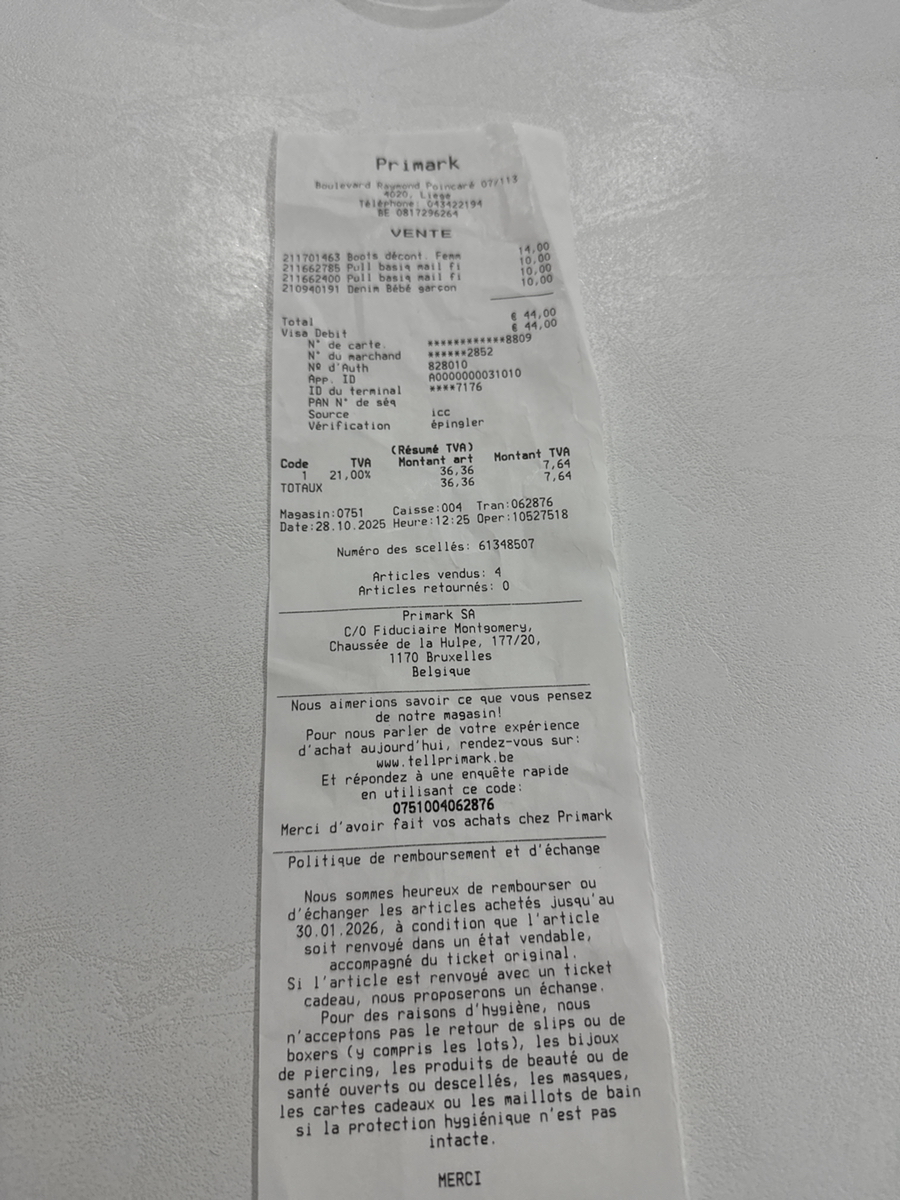 Primark
Boulevard Raymond Poincaré 07/113
4020, Liege
Téléphone: 043422194
BE 0817296264
VENTE
211701463 Boots décont. Femm 14,00
211662785 Pull basiq mail fi 10,00
211662400 Pull basiq mail fi 10,00
210940191 Denim Bébé garcon 10,00
Total € 44,00
Visa Debit € 44,00
N° de carte. ************8809
N° du marchand ******2852
Nº d'Auth 828010
App. ID A0000000031010
ID du terminal ****7176
PAN N° de séq
Source icc
Vérification épingler
(Résumé TVA)
Code TVA Montant art Montant TVA
1 21,00% 36,36 7,64
TOTAUX 36,36 7,64
Magasin:0751 Caisse:004 Tran:062876
Date:28.10.2025 Heure:12:25 Oper:10527518
Numéro des scellés: 61348507
Articles vendus: 4
Articles retournés: 0
Primark SA
C/O Fiduciaire Montgomery,
Chaussée de la Hulpe, 177/20,
1170 Bruxelles
Belgique
Nous aimerions savoir ce que vous pensez
de notre magasin!
Pour nous parler de votre expérience
d'achat aujourd'hui, rendez-vous sur:
www.tellprimark.be
Et répondez à une enquête rapide
en utilisant ce code:
0751004062876
Merci d'avoir fait vos achats chez Primark
Politique de remboursement et d'échange
Nous sommes heureux de rembourser ou
d'échanger les articles achetés jusqu'au
30.01.2026, à condition que l'article
soit renvoyé dans un état vendable,
accompagné du ticket original.
Si l'article est renvoyé avec un ticket
cadeau, nous proposerons un échange.
Pour des raisons d'hygiène, nous
n'acceptons pas le retour de slips ou de
boxers (y compris les lots), les bijoux
de piercing, les produits de beauté ou de
santé ouverts ou descellés, les masques,
les cartes cadeaux ou les maillots de bain
si la protection hygiénique n'est pas
intacte.
MERCI